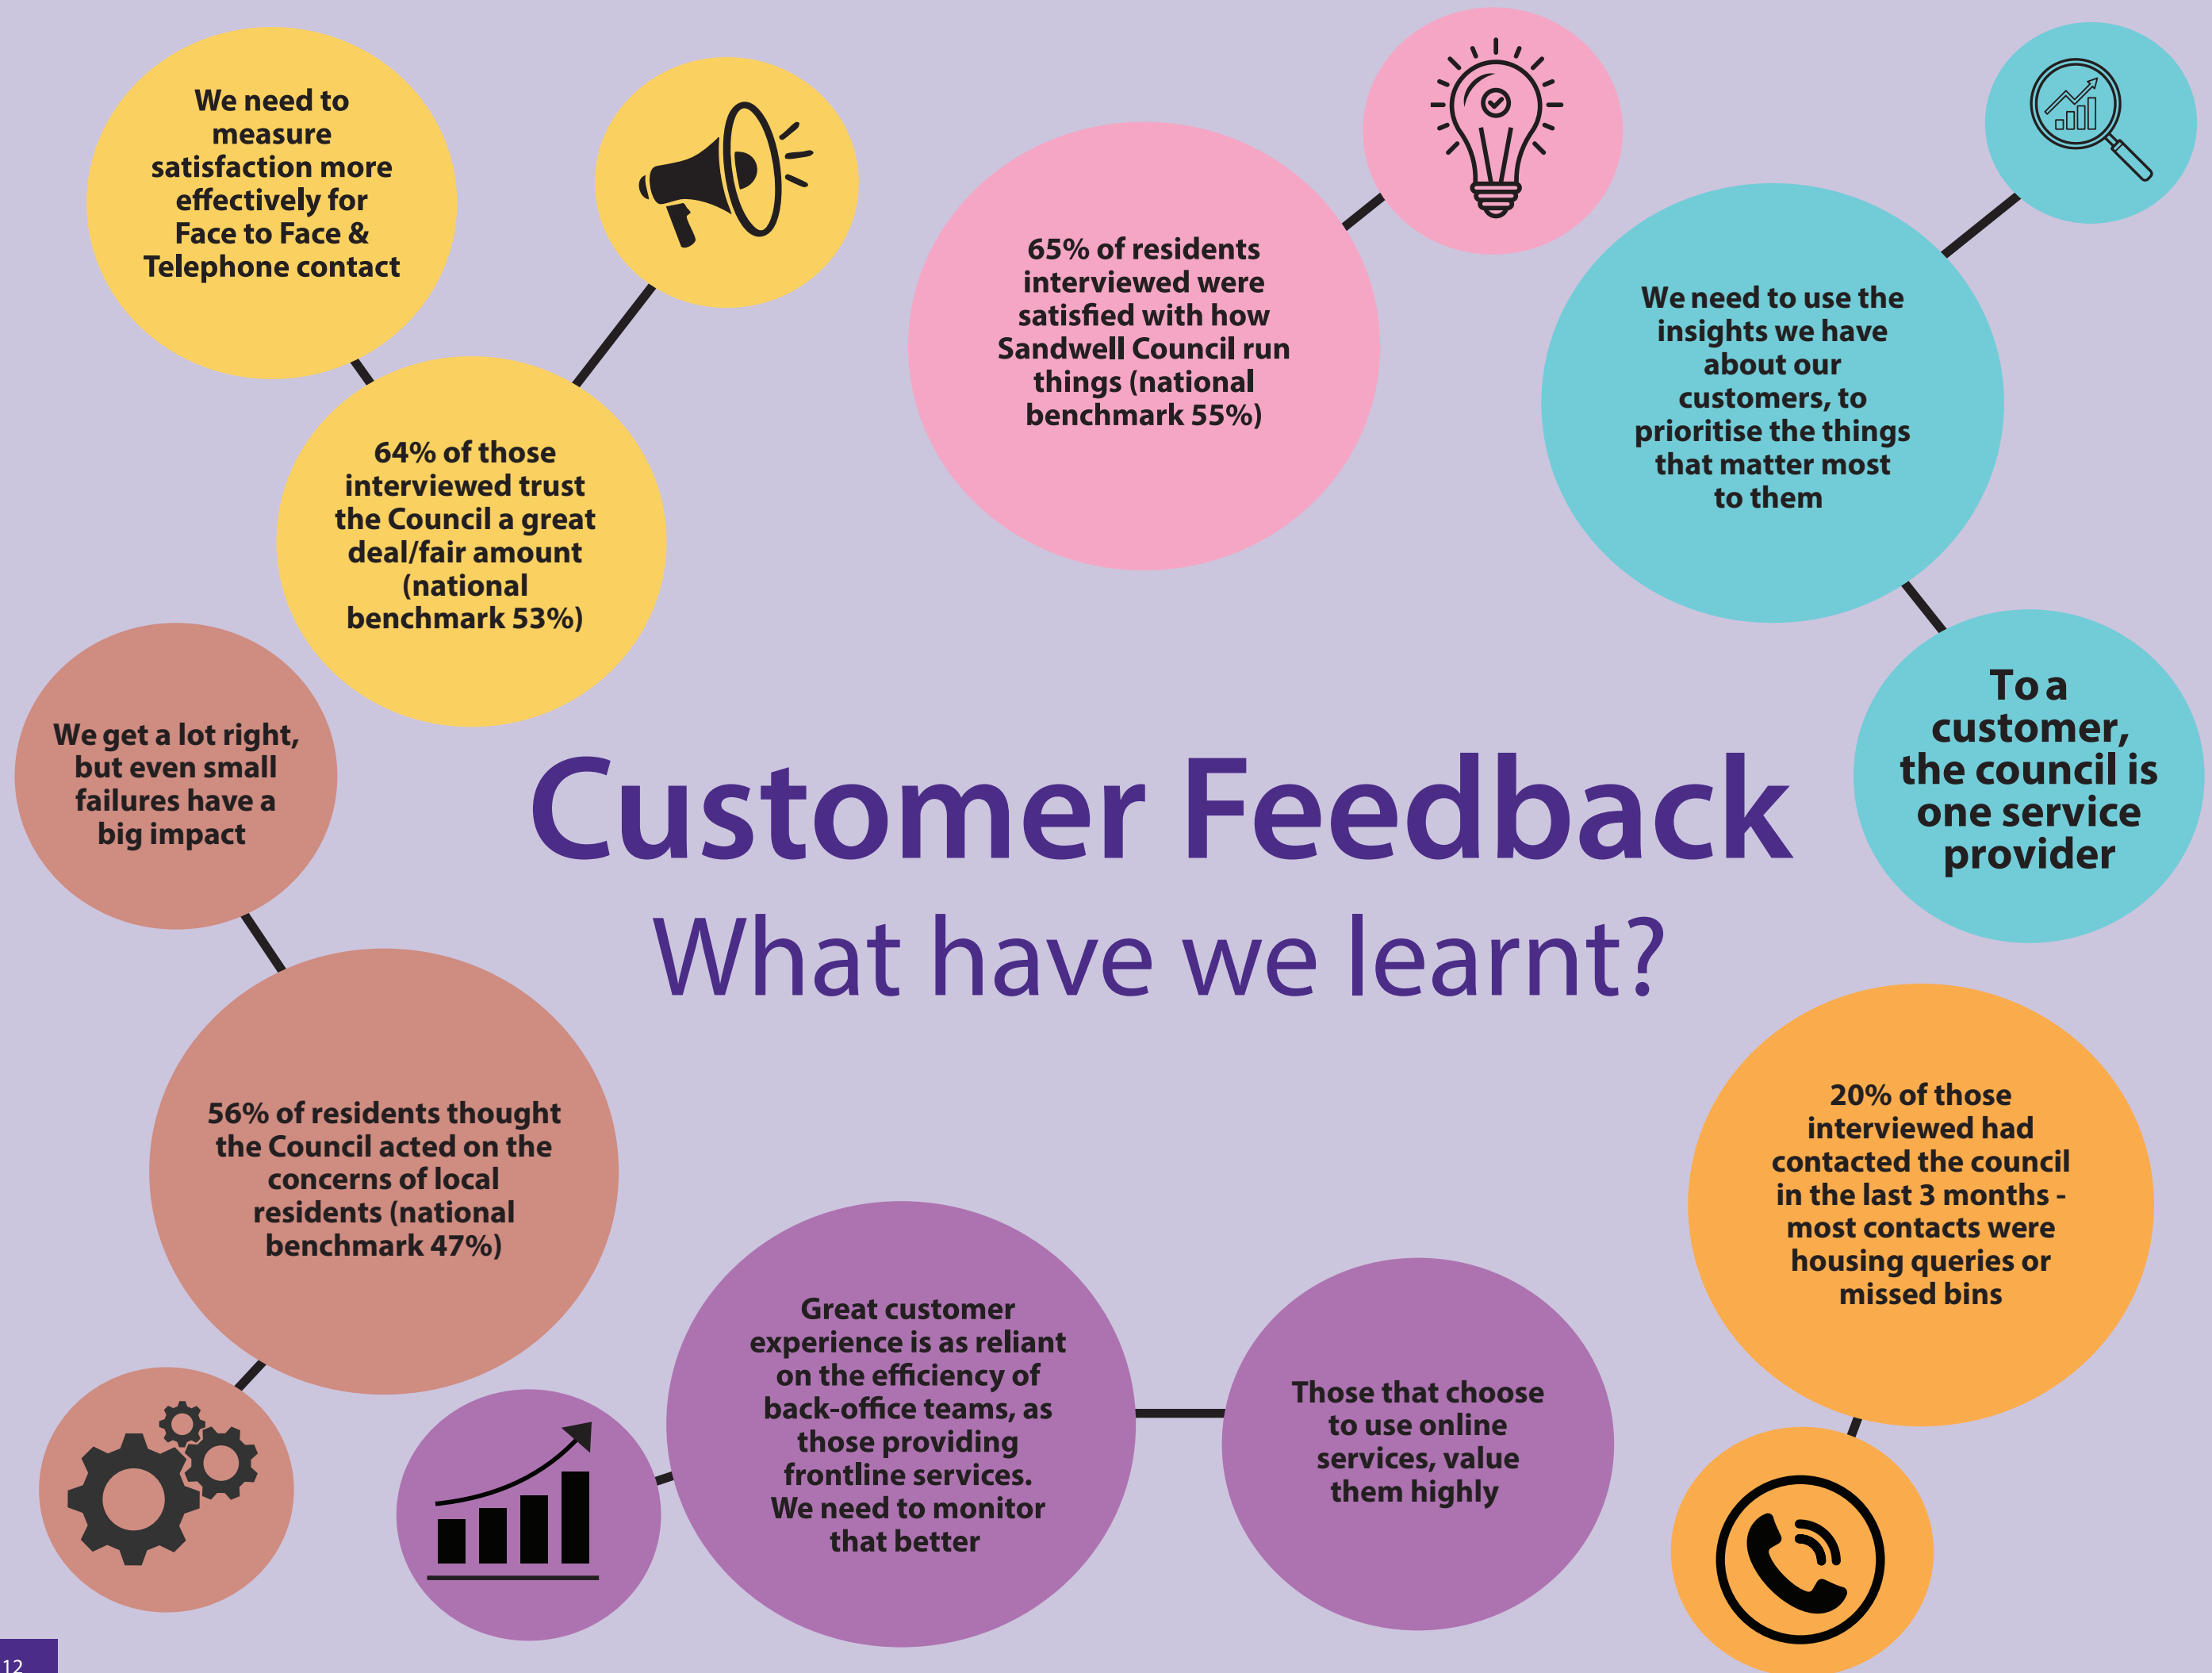 We need to
measure
satisfaction more
effectively for
Face to Face &
Telephone contact
64% of those
interviewed trust
the Council a great
deal/fair amount
(national
benchmark 53%)
65% of residents
interviewed were
satisfied with how
Sandwell Council run
things (national
benchmark 55%)
We need to use the
insights we have
about our
customers, to
prioritise the things
that matter most
to them
To a
customer,
the council is
one service
provider
Customer Feedback
What have we learnt?
We get a lot right,
but even small
failures have a
big impact
56% of residents thought
the Council acted on the
concerns of local
residents (national
benchmark 47%)
Great customer
experience is as reliant
on the efficiency of
back-office teams, as
those providing
frontline services.
We need to monitor
that better
Those that choose
to use online
services, value
them highly
20% of those
interviewed had
contacted the council
in the last 3 months -
most contacts were
housing queries or
missed bins
12